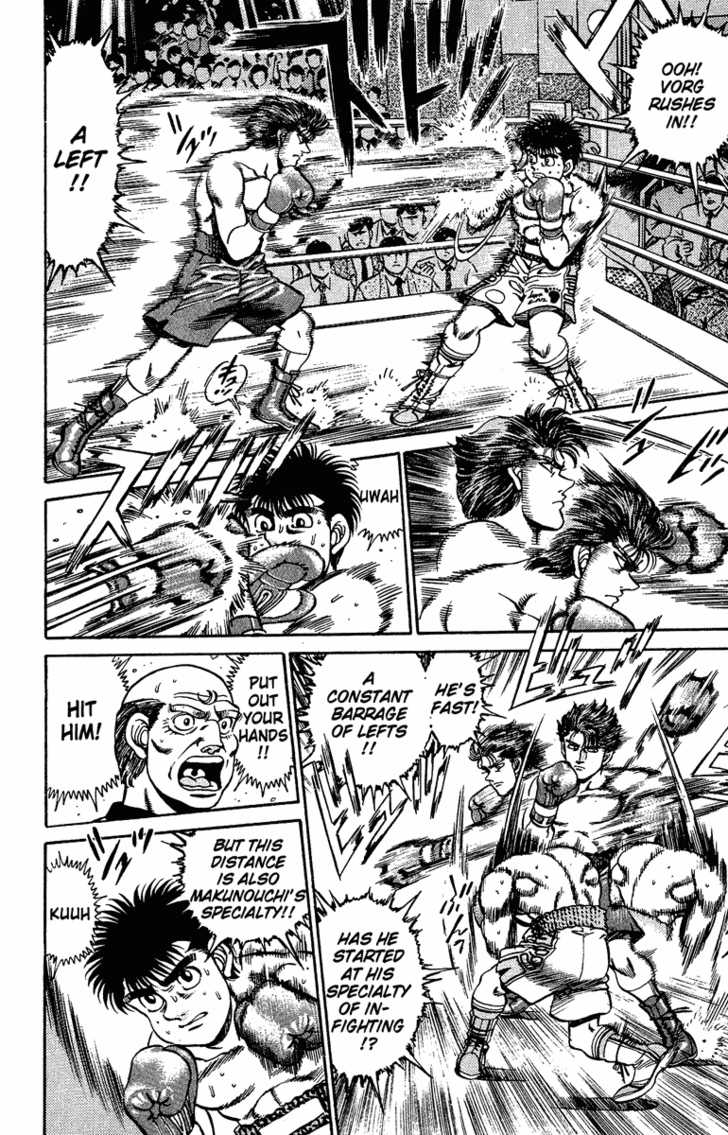 OOH!
VORG
RUSHES
IN!!
A
LEFT
!!
UWAH
HE'S
FAST!
A
CONSTANT
BARRAGE
OF LEFTS
!!
HAS HE
STARTED
AT HIS
SPECIALTY
OF IN-
FIGHTING
!?
PUT
OUT
YOUR
HANDS
!!
HIT
HIM!
BUT THIS
DISTANCE
IS ALSO
MAKUNOUCHI'S
SPECIALTY!!
KUUH